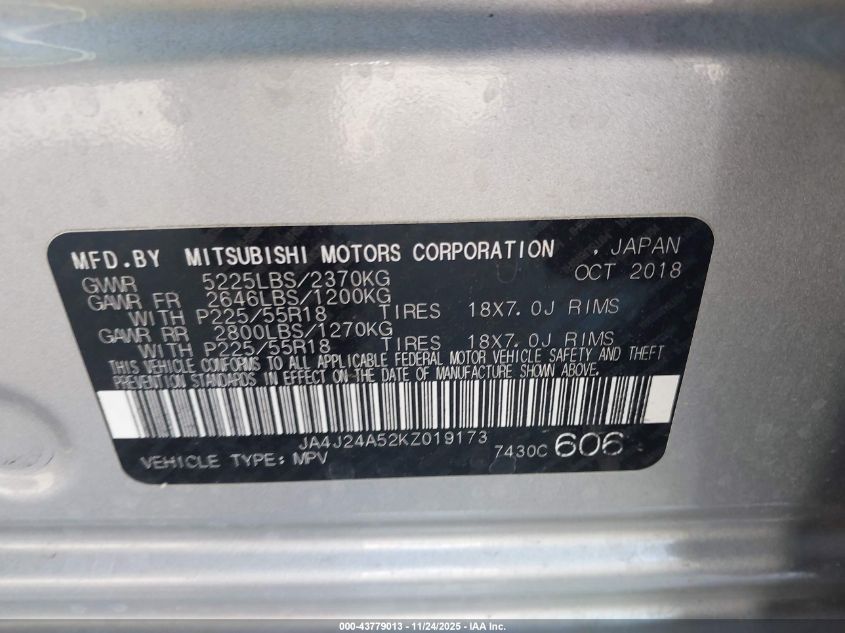 MFD.BY MITSUBISHI MOTORS CORPORATION . JAPAN
GVWR 5225LBS/2370KG OCT 2018
GAWR FR 2646LBS/1200KG
WITH P225/55R18 TIRES 18X7.0J RIMS
GAWR RR 2800LBS/1270KG
WITH P225/55R18 TIRES 18X7.0J RIMS
THIS VEHICLE CONFORMS TO ALL APPLICABLE FEDERAL MOTOR VEHICLE SAFETY AND THEFT
PREVENTION STANDARDS IN EFFECT ON THE DATE OF MANUFACTURE SHOWN ABOVE.
JA4J24A52KZ019173
VEHICLE TYPE: MPV 7430C 606
000-43779013 - 11/24/2025 - IAA Inc.